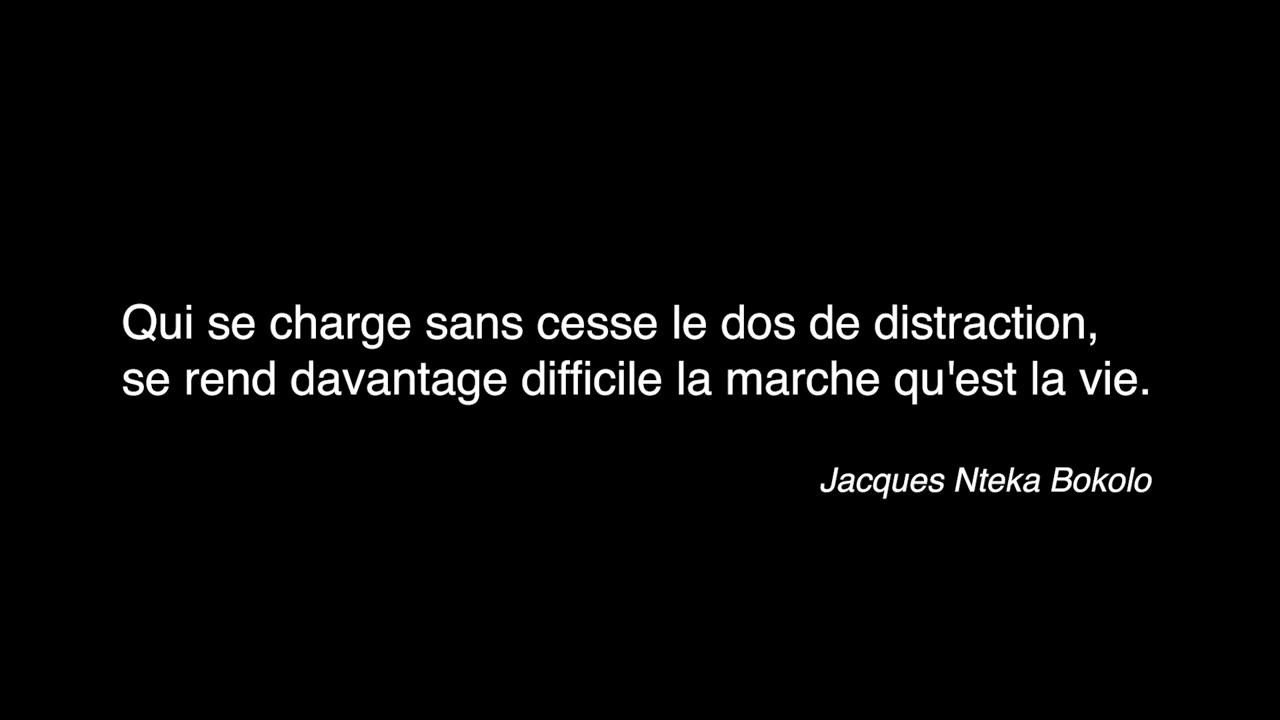 Qui se charge sans cesse le dos de distraction,
se rend davantage difficile la marche qu'est la vie.
Jacques Nteka Bokolo